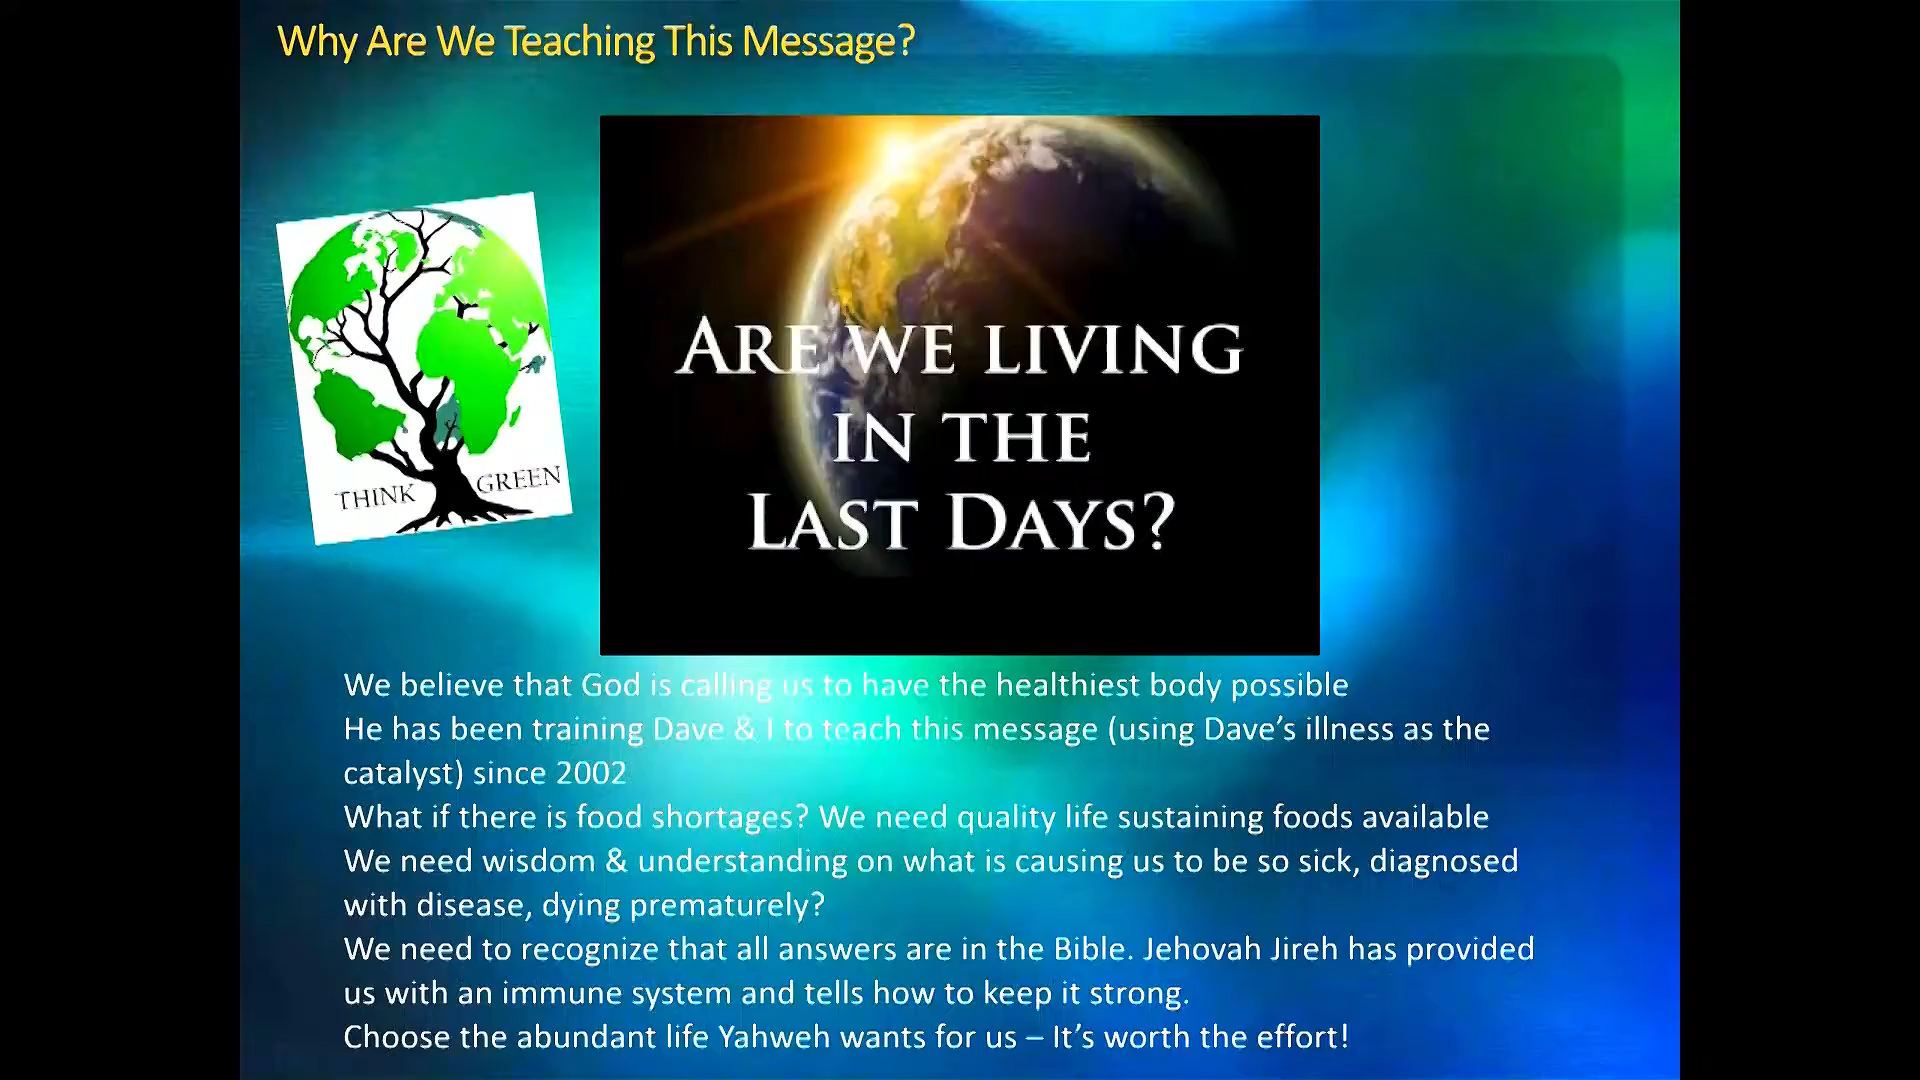 Why Are We Teaching This Message?
THINK GREEN
ARE WE LIVING
IN THE
LAST DAYS?
We believe that God is calling us to have the healthiest body possible
He has been training Dave & I to teach this message (using Dave's illness as the
catalyst) since 2002
What if there is food shortages? We need quality life sustaining foods available
We need wisdom & understanding on what is causing us to be so sick, diagnosed
with disease, dying prematurely?
We need to recognize that all answers are in the Bible. Jehovah Jireh has provided
us with an immune system and tells how to keep it strong.
Choose the abundant life Yahweh wants for us – It's worth the effort!